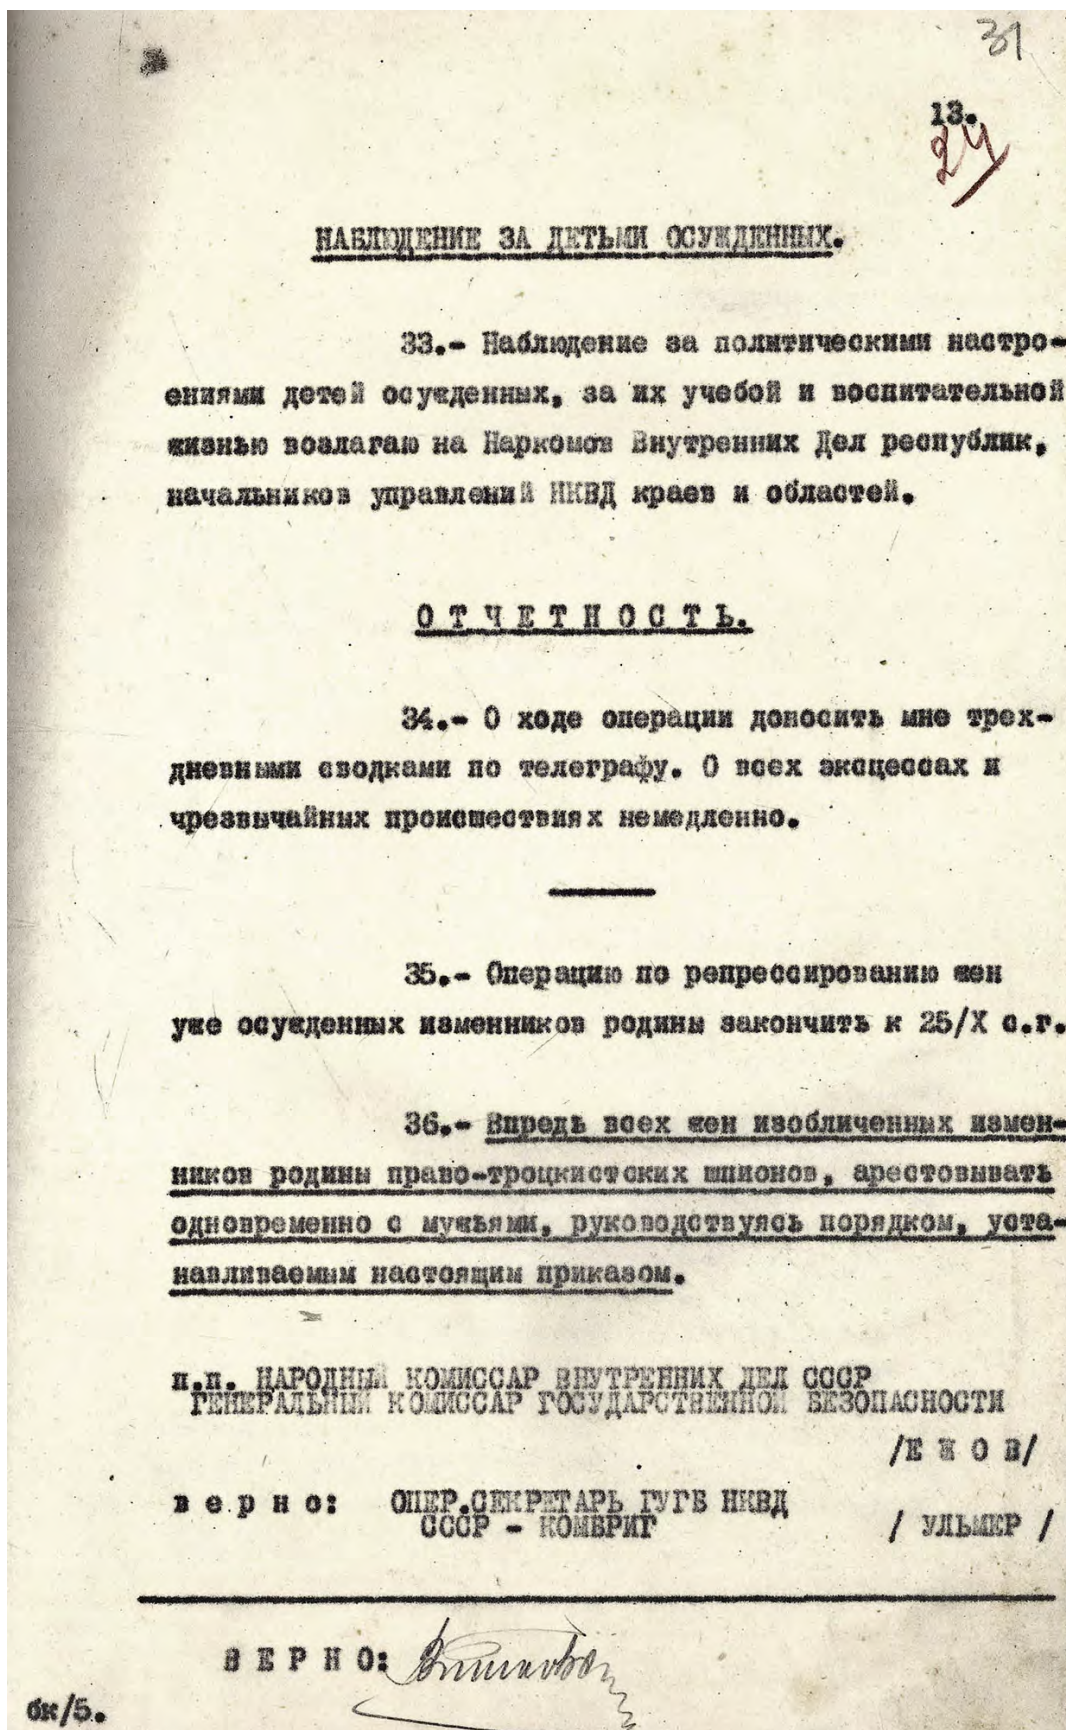 31
13.
24
НАБЛЮДЕНИЕ ЗА ДЕТЬМИ ОСУЖДЕННЫХ.
33.- Наблюдение за политическими настро-
ениями детей осужденных, за их учебой и воспитательной
жизнью возлагаю на Наркомов Внутренних Дел республик,
начальников управлений НКВД краев и областей.
О Т Ч Е Т Н О С Т Ь.
34.- О ходе операции доносить мне трех-
дневными сводками по телеграфу. О всех эксцессах и
чрезвычайных происшествиях немедленно.
35.- Операцию по репрессированию жен
уже осужденных изменников родины закончить к 25/X с.г.
36.- Впредь всех жен изобличенных измен-
ников родины право-троцкистских шпионов, арестовывать
одновременно с мужьями, руководствуясь порядком, уста-
навливаемым настоящим приказом.
п.п. НАРОДНЫЙ КОМИССАР ВНУТРЕННИХ ДЕЛ СССР
ГЕНЕРАЛЬНЫЙ КОМИССАР ГОСУДАРСТВЕННОЙ БЕЗОПАСНОСТИ
/Е Ж О В/
в е р н о: ОПЕР.СЕКРЕТАРЬ ГУГБ НКВД
СССР - КОМБРИГ / УЛЬМЕР /
В Е Р Н О:
бк/5.